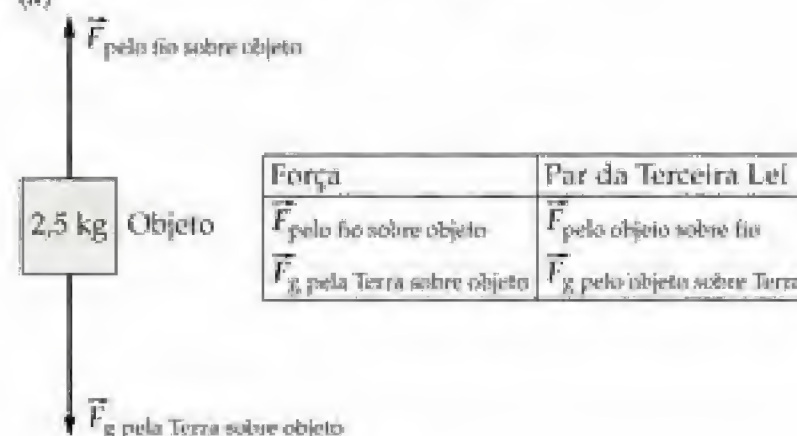 F pelo fio sobre objeto
2,5 kg Objeto
Força Par da Terceira Lei
F pelo fio sobre objeto F pelo objeto sobre fio
F g pela Terra sobre objeto F g pelo objeto sobre Terra
F g pela Terra sobre objeto